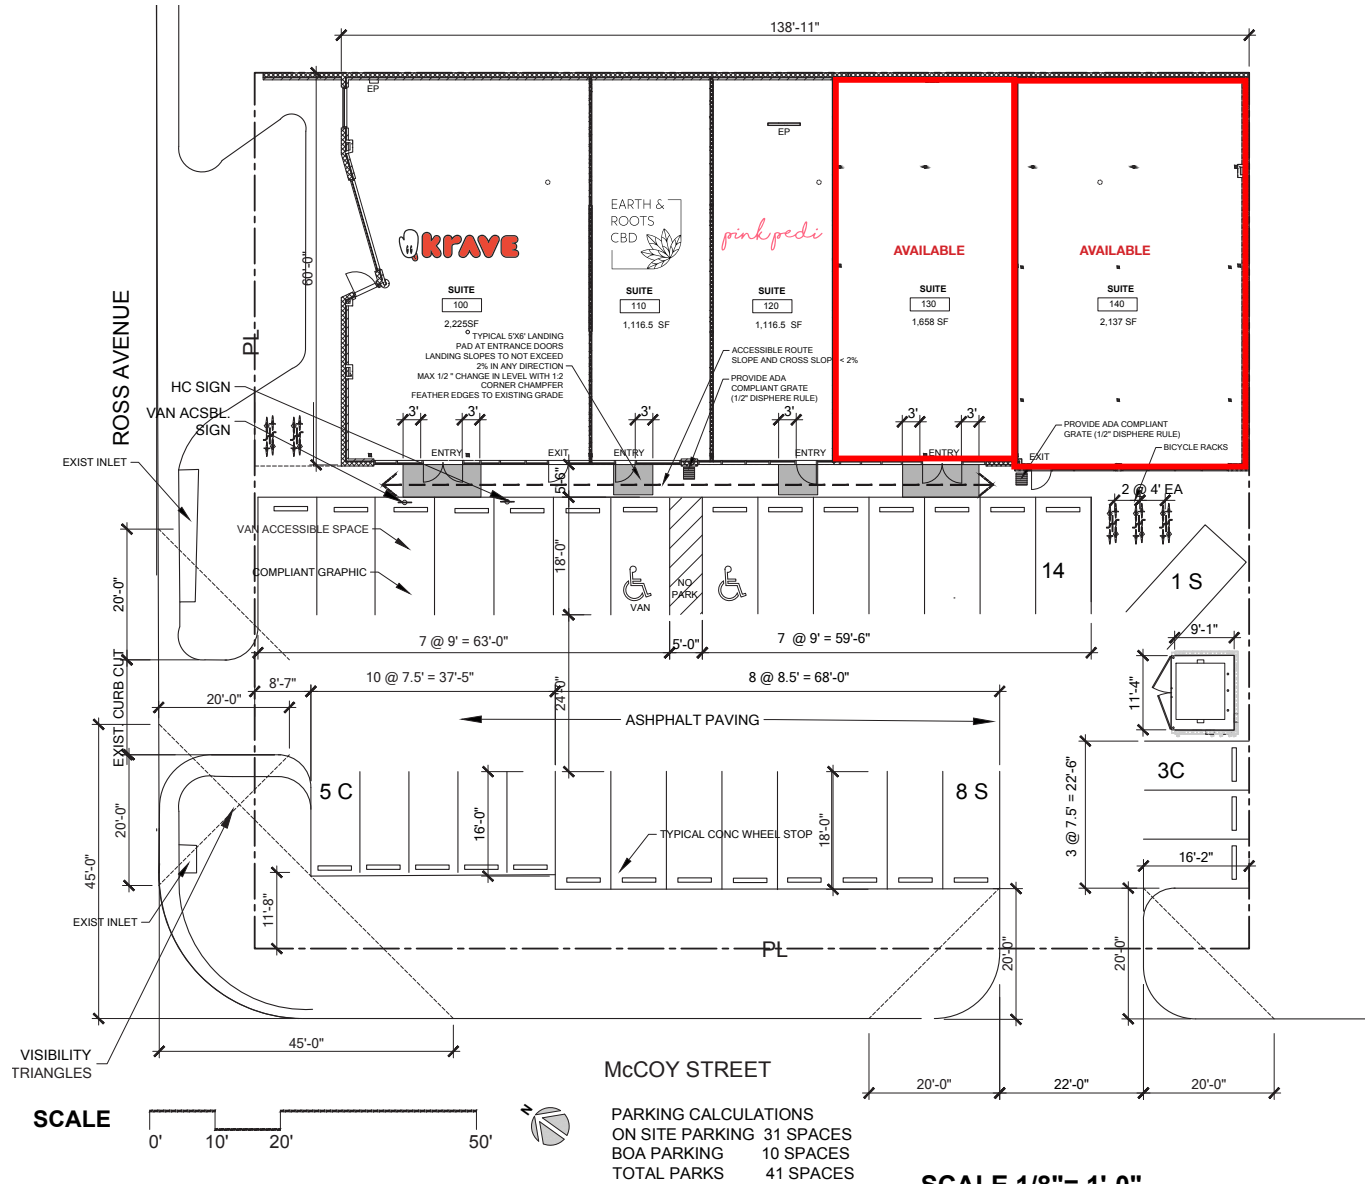 138'-11"
EP
EP
60'-0"
KRAVE
EARTH &
ROOTS
CBD
pink pedi
AVAILABLE
AVAILABLE
SUITE
100
2,225SF
SUITE
110
1,116.5 SF
SUITE
120
1,116.5 SF
SUITE
130
1,658 SF
SUITE
140
2,137 SF
ROSS AVENUE
PL
TYPICAL 5'X6' LANDING
PAD AT ENTRANCE DOORS
LANDING SLOPES TO NOT EXCEED
2% IN ANY DIRECTION
MAX 1/2 " CHANGE IN LEVEL WITH 1:2
CORNER CHAMPFER
FEATHER EDGES TO EXISTING GRADE
ACCESSIBLE ROUTE
SLOPE AND CROSS SLOPE < 2%
PROVIDE ADA
COMPLIANT GRATE
(1/2" DISPHERE RULE)
HC SIGN
VAN ACSBL.
SIGN
EXIST INLET
3'
3'
3'
3'
3'
3'
PROVIDE ADA COMPLIANT
GRATE (1/2" DISPHERE RULE)
BICYCLE RACKS
ENTRY
EXIT
ENTRY
ENTRY
ENTRY
EXIT
5'-6"
2 @ 4' EA
VAN ACCESSIBLE SPACE
COMPLIANT GRAPHIC
18'-0"
VAN
NO
PARK
14
1 S
20'-0"
7 @ 9' = 63'-0"
5'-0"
7 @ 9' = 59'-6"
9'-1"
11'-4"
EXIST. CURB CUT
8'-7"
10 @ 7.5' = 37'-5"
24'-0"
8 @ 8.5' = 68'-0"
20'-0"
ASHPHALT PAVING
5 C
8 S
3C
3 @ 7.5' = 22'-6"
16'-0"
18'-0"
TYPICAL CONC WHEEL STOP
16'-2"
20'-0"
45'-0"
EXIST INLET
11'-8"
PL
20'-0"
20'-0"
VISIBILITY
TRIANGLES
45'-0"
McCOY STREET
20'-0"
22'-0"
20'-0"
SCALE
0'
10'
20'
50'
N
PARKING CALCULATIONS
ON SITE PARKING 31 SPACES
BOA PARKING 10 SPACES
TOTAL PARKS 41 SPACES
SCALE 1/8"= 1'-0"